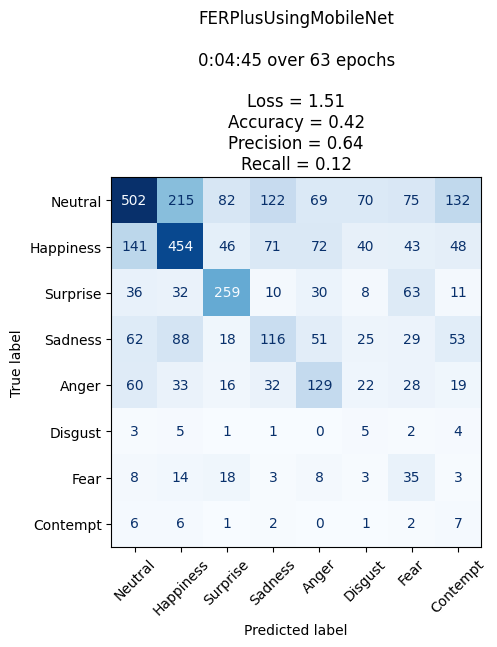 FERPlusUsingMobileNet
0:04:45 over 63 epochs
Loss = 1.51
Accuracy = 0.42
Precision = 0.64
Recall = 0.12
True label
Neutral 502 215 82 122 69 70 75 132
Happiness 141 454 46 71 72 40 43 48
Surprise 36 32 259 10 30 8 63 11
Sadness 62 88 18 116 51 25 29 53
Anger 60 33 16 32 129 22 28 19
Disgust 3 5 1 1 0 5 2 4
Fear 8 14 18 3 8 3 35 3
Contempt 6 6 1 2 0 1 2 7
Neutral Happiness Surprise Sadness Anger Disgust Fear Contempt
Predicted label